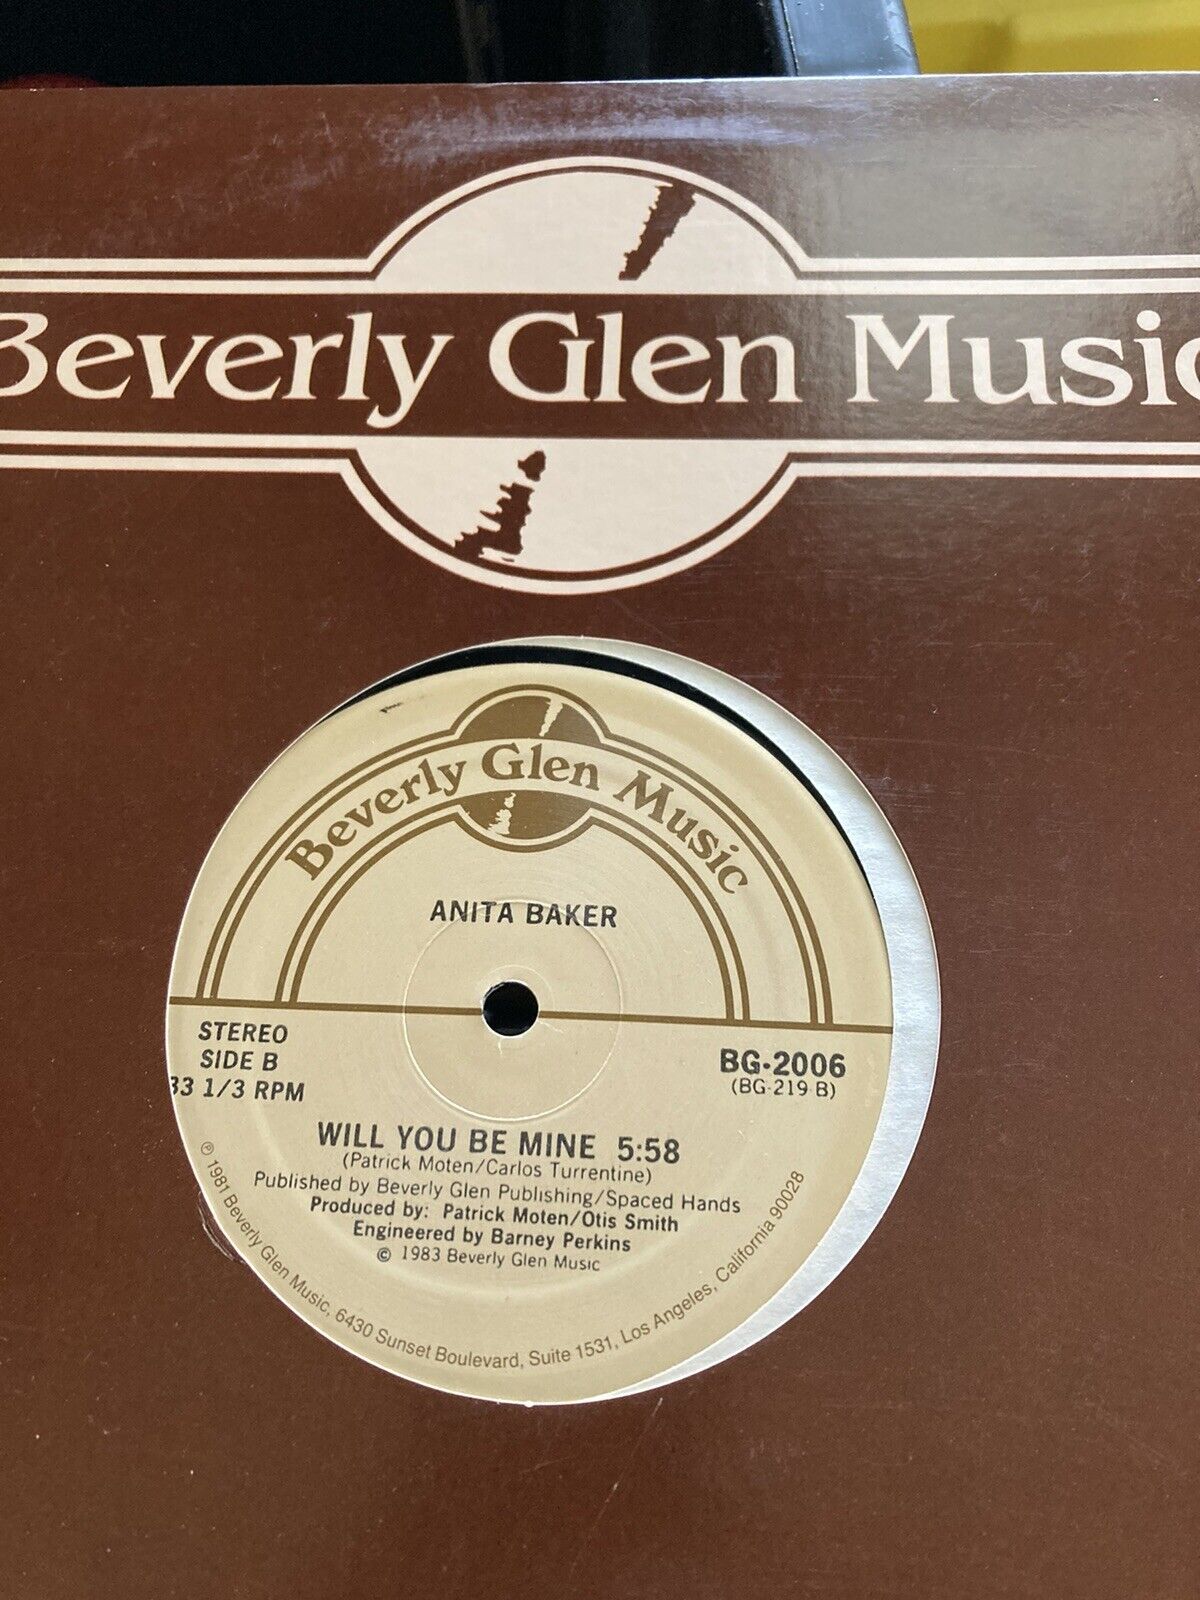 Beverly Glen Music
Beverly Glen Music
ANITA BAKER
STEREO
SIDE B
33 1/3 RPM
BG-2006
(BG-219-B)
WILL YOU BE MINE 5:58
(Patrick Moten/Carlos Turrentine)
Published by Beverly Glen Publishing/Spaced Hands
Produced by: Patrick Moten/Otis Smith
Engineered by Barney Perkins
© 1983 Beverly Glen Music
℗ 1981 Beverly Glen Music, 6430 Sunset Boulevard, Suite 1531, Los Angeles, California 90028